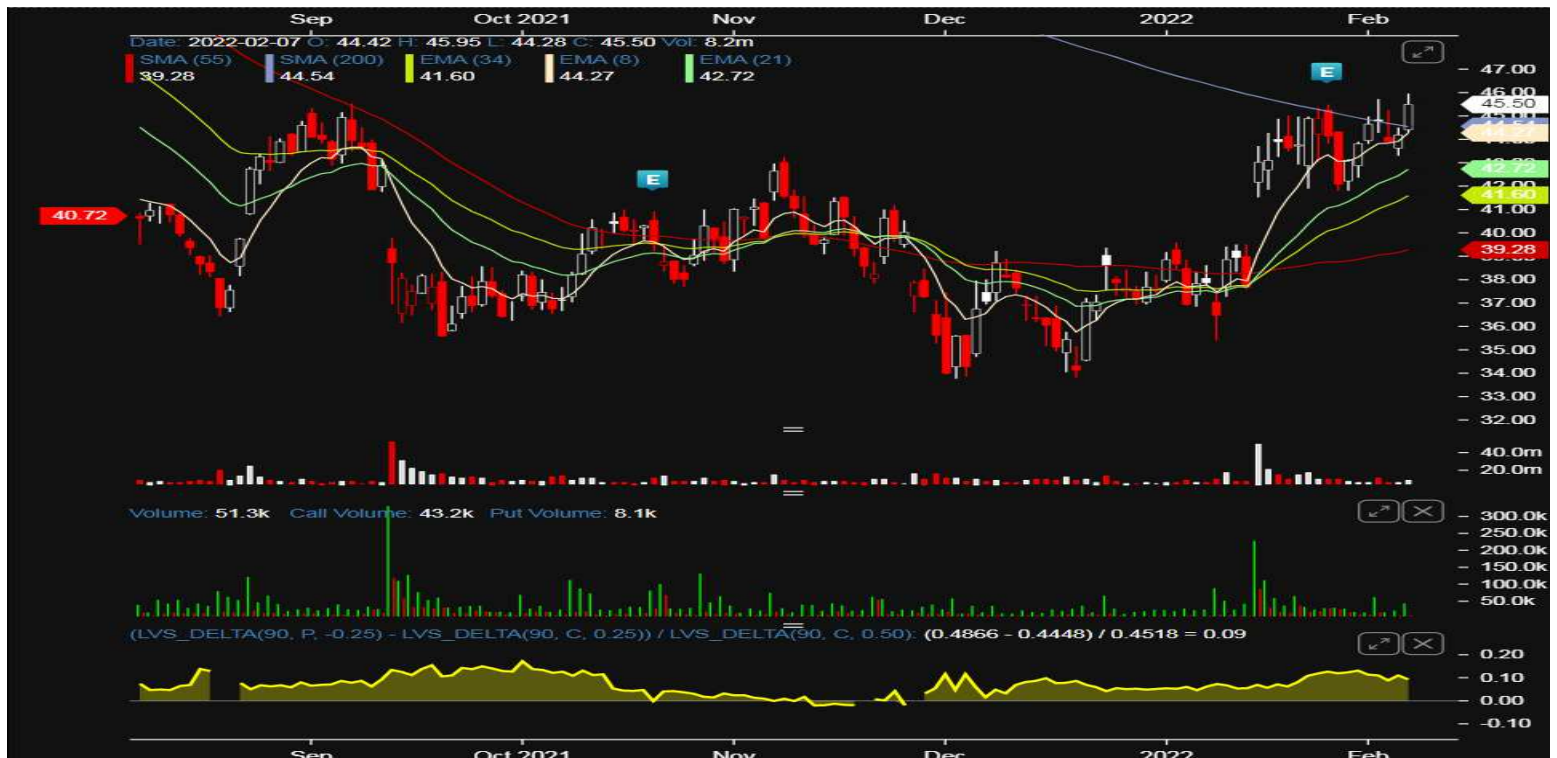 Sep Oct 2021 Nov Dec 2022 Feb
Date: 2022-02-07 O: 44.42 H: 45.95 L: 44.28 C: 45.50 Vol: 8.2m
SMA (55) SMA (200) EMA (34) EMA (8) EMA (21)
39.28 44.54 41.60 44.27 42.72
E
47.00
46.00
45.50
44.54
44.27
42.72
42.00
41.60
41.00
E
40.72
40.00
39.28
38.00
37.00
36.00
35.00
34.00
33.00
32.00
40.0m
20.0m
Volume: 51.3k Call Volume: 43.2k Put Volume: 8.1k
300.0k
250.0k
200.0k
150.0k
100.0k
50.0k
(LVS_DELTA(90, P, -0.25) - LVS_DELTA(90, C, 0.25)) / LVS_DELTA(90, C, 0.50): (0.4866 - 0.4448) / 0.4518 = 0.09
0.20
0.10
0.00
-0.10
Sep Oct 2021 Nov Dec 2022 Feb